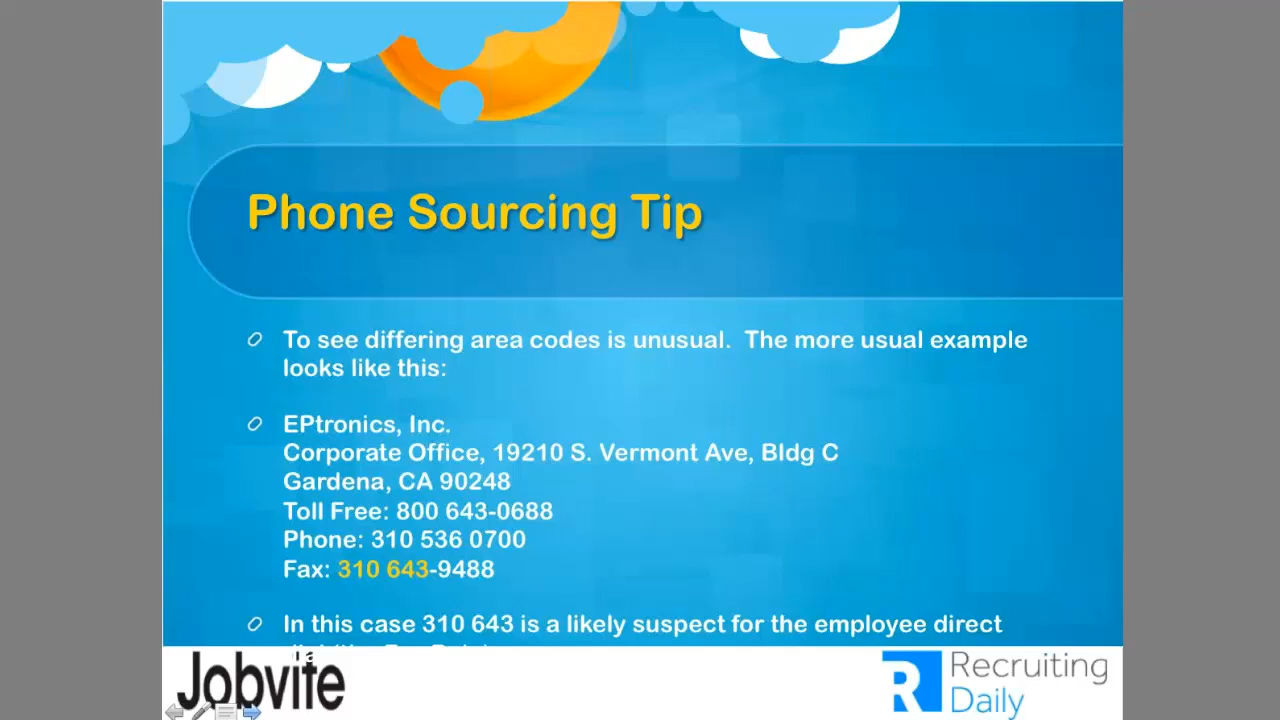 Phone Sourcing Tip
To see differing area codes is unusual.  The more usual example
looks like this:
EPtronics, Inc.
Corporate Office, 19210 S. Vermont Ave, Bldg C
Gardena, CA 90248
Toll Free: 800 643-0688
Phone: 310 536 0700
Fax: 310 643-9488
In this case 310 643 is a likely suspect for the employee direct
Jobvite
R Recruiting
Daily